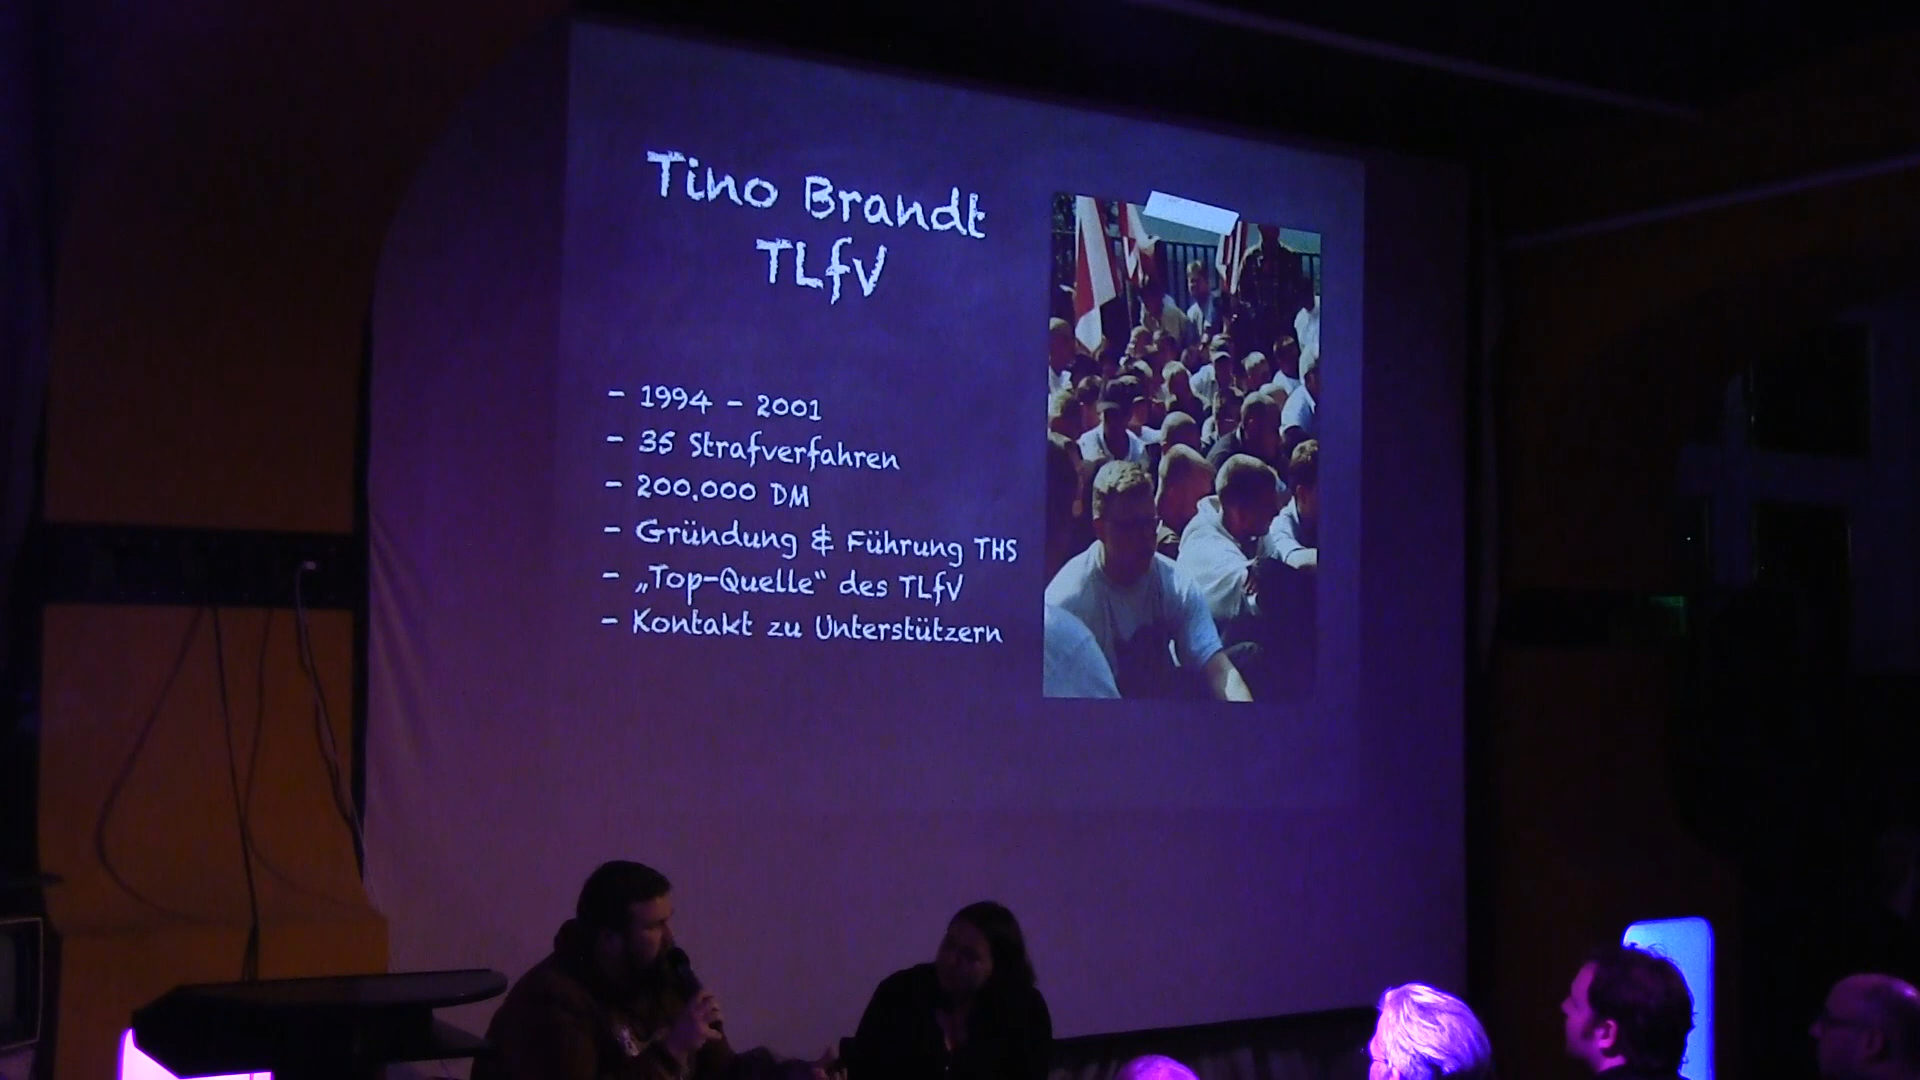 Tino Brandt
TLfV
- 1994 - 2001
- 35 Strafverfahren
- 200.000 DM
- Gründung & Führung THS
- „Top-Quelle“ des TLfV
- Kontakt zu Unterstützern